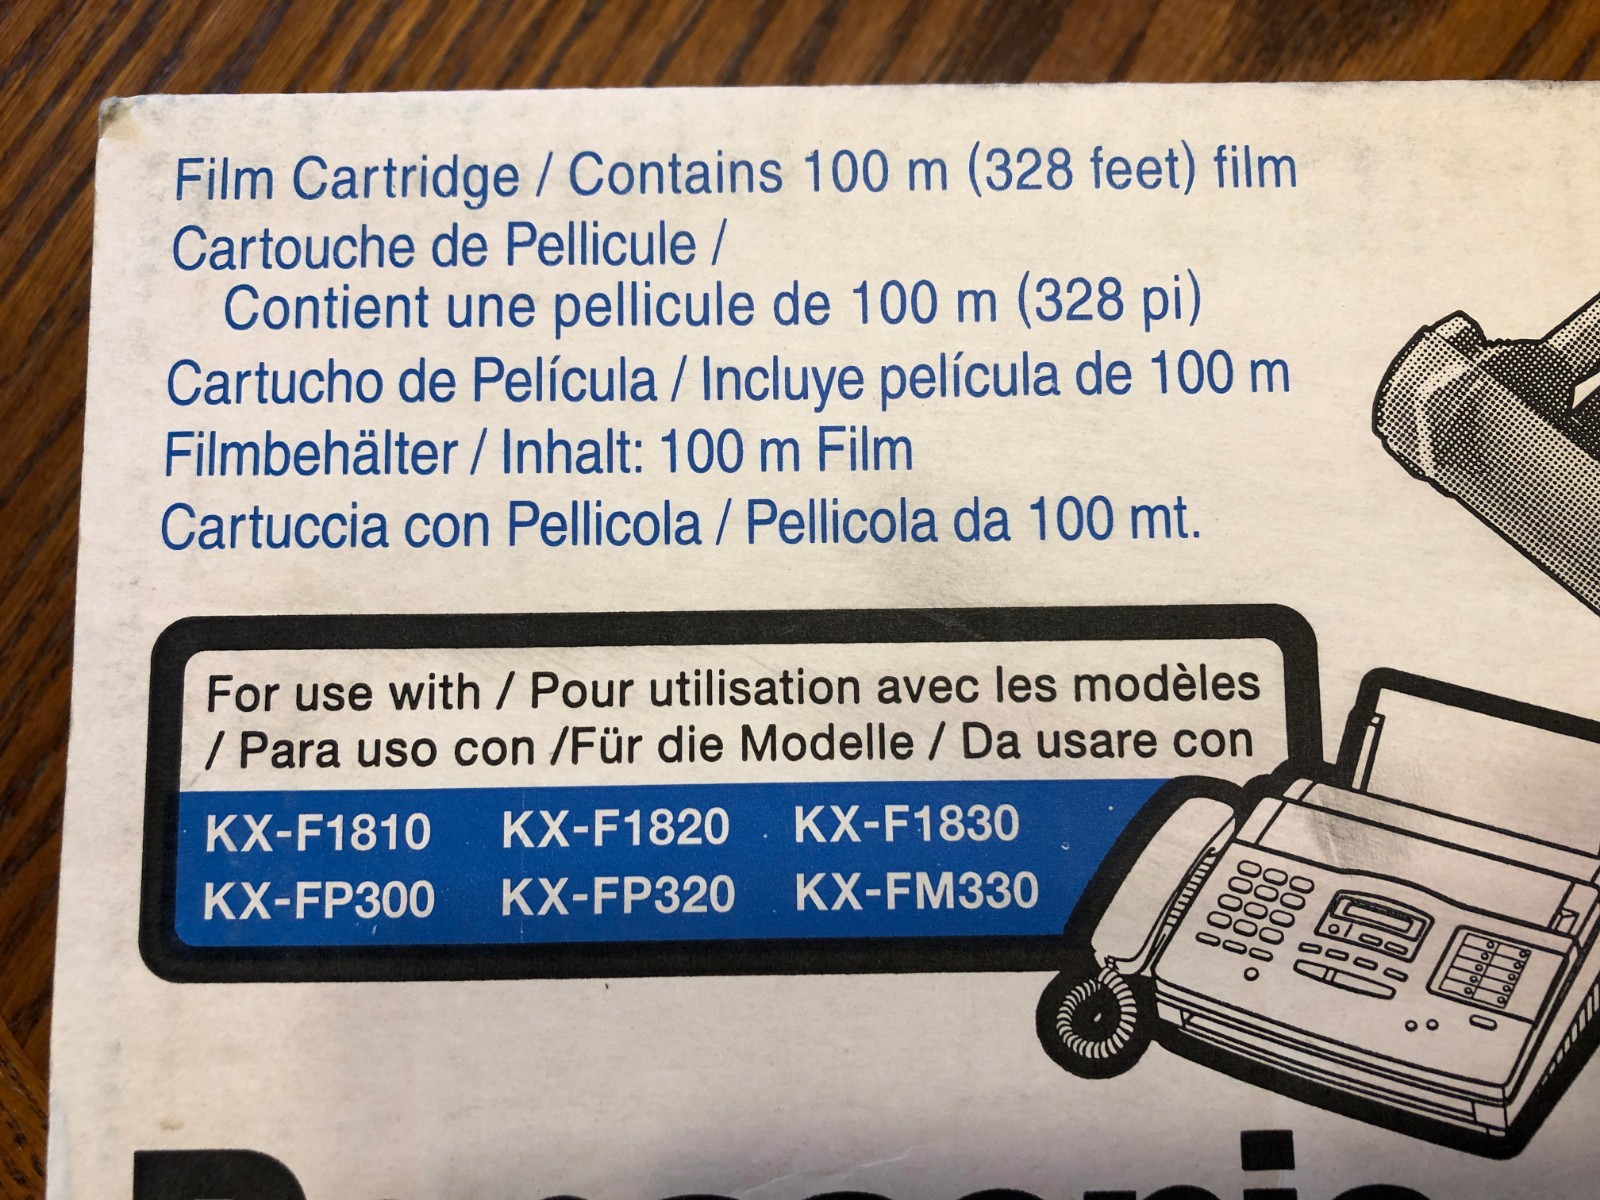 Film Cartridge / Contains 100 m (328 feet) film
Cartouche de Pellicule /
Contient une pellicule de 100 m (328 pi)
Cartucho de Película / Incluye película de 100 m
Filmbehälter / Inhalt: 100 m Film
Cartuccia con Pellicola / Pellicola da 100 mt.
For use with / Pour utilisation avec les modèles
/ Para uso con /Für die Modelle / Da usare con
KX-F1810 KX-F1820 KX-F1830
KX-FP300 KX-FP320 KX-FM330
Panasonic